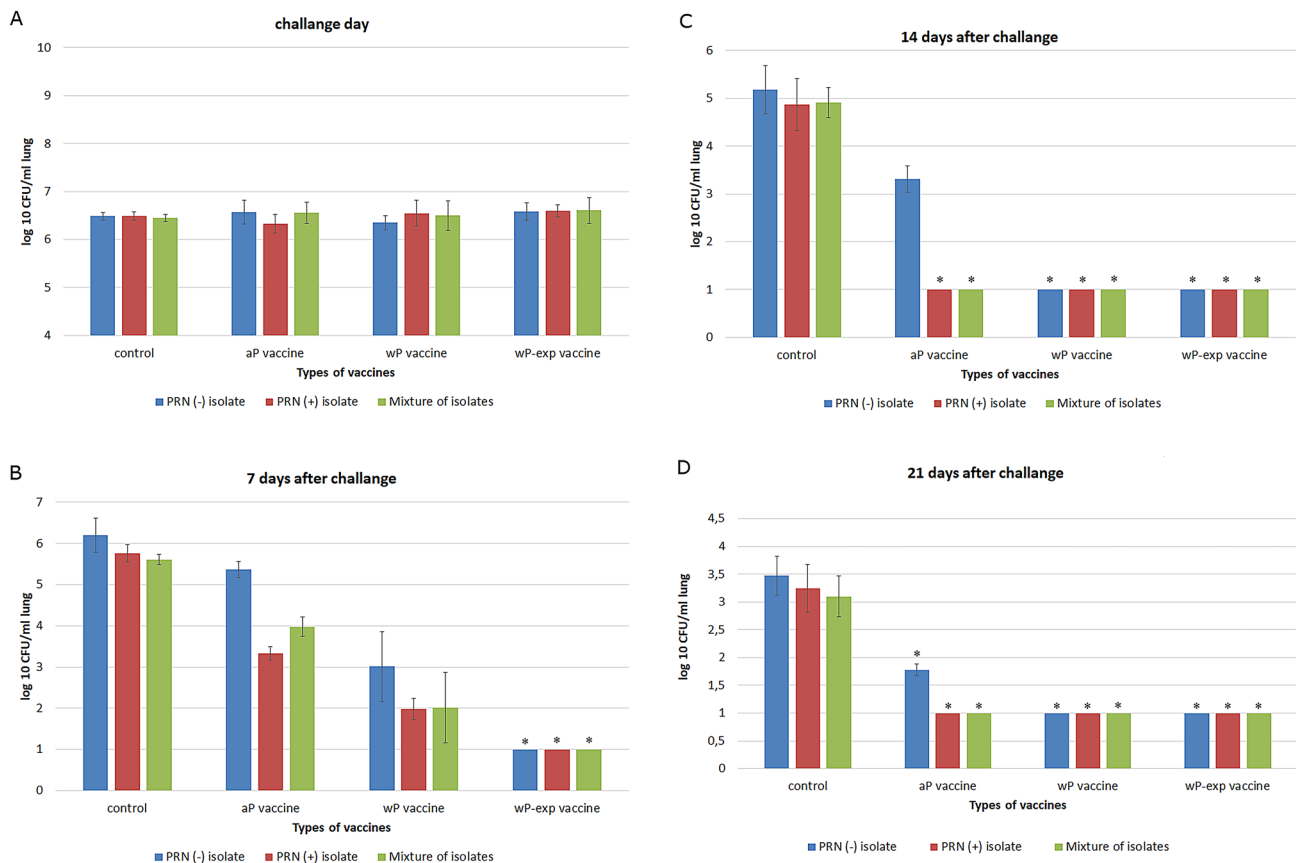 A
challange day
log 10 CFU/ml lung
10
9
8
7
6
5
4
control aP vaccine wP vaccine wP-exp vaccine
Types of vaccines
PRN (-) isolate PRN (+) isolate Mixture of isolates
B
7 days after challange
log 10 CFU/ml lung
7
6
5
4
3
2
1
0
* * *
control aP vaccine wP vaccine wP-exp vaccine
Types of vaccines
PRN (-) isolate PRN (+) isolate Mixture of isolates
C
14 days after challange
log 10 CFU/ml lung
6
5
4
3
2
1
0
* * * * * * * *
control aP vaccine wP vaccine wP-exp vaccine
Types of vaccines
PRN (-) isolate PRN (+) isolate Mixture of isolates
D
21 days after challange
log 10 CFU/ml lung
4,5
4
3,5
3
2,5
2
1,5
1
0,5
0
*
* * * * * * * *
control aP vaccine wP vaccine wP-exp vaccine
Types of vaccines
PRN (-) isolate PRN (+) isolate Mixture of isolates